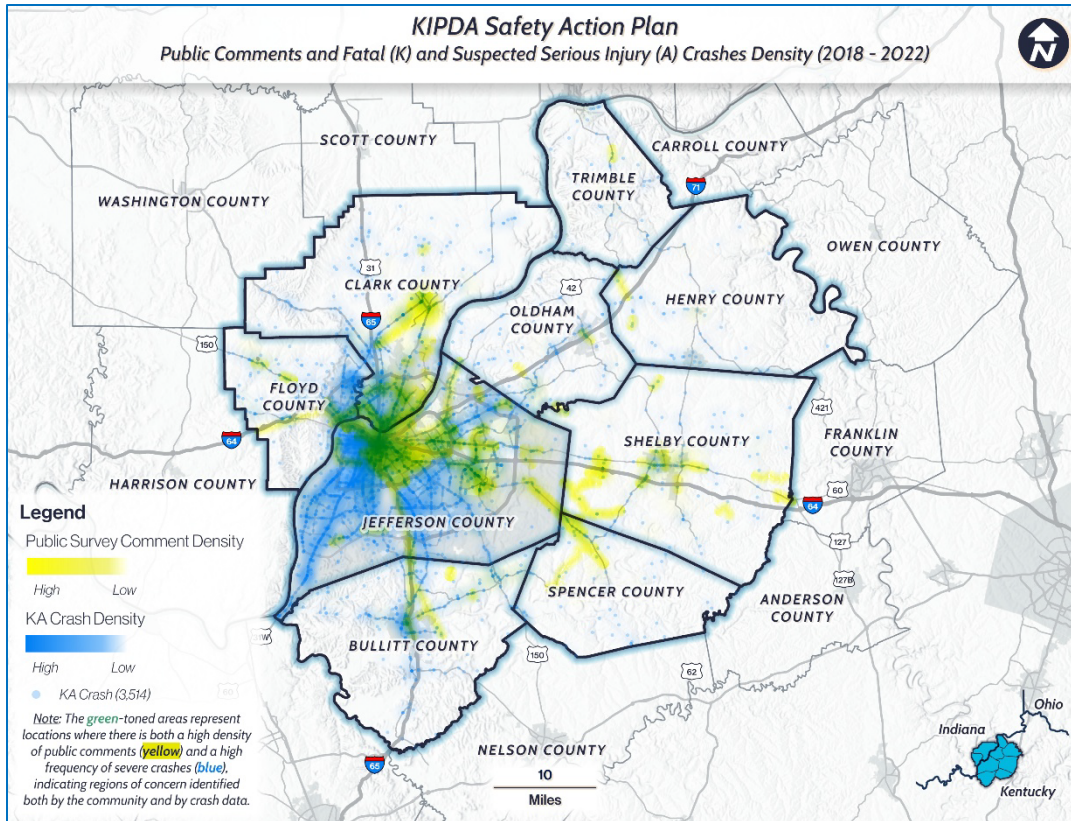 KIPDA Safety Action Plan
Public Comments and Fatal (K) and Suspected Serious Injury (A) Crashes Density (2018 - 2022)
N
SCOTT COUNTY
CARROLL COUNTY
TRIMBLE
COUNTY
71
WASHINGTON COUNTY
OWEN COUNTY
31
42
CLARK COUNTY
HENRY COUNTY
OLDHAM
COUNTY
65
150
FLOYD
COUNTY
421
SHELBY COUNTY
FRANKLIN
COUNTY
64
HARRISON COUNTY
60
64
JEFFERSON COUNTY
127
127B
SPENCER COUNTY
ANDERSON
COUNTY
BULLITT COUNTY
150
62
NELSON COUNTY
65
10
Miles
Legend
Public Survey Comment Density
High Low
KA Crash Density
High Low
KA Crash (3,514)
Note: The green-toned areas represent
locations where there is both a high density
of public comments (yellow) and a high
frequency of severe crashes (blue),
indicating regions of concern identified
both by the community and by crash data.
Ohio
Indiana
Kentucky